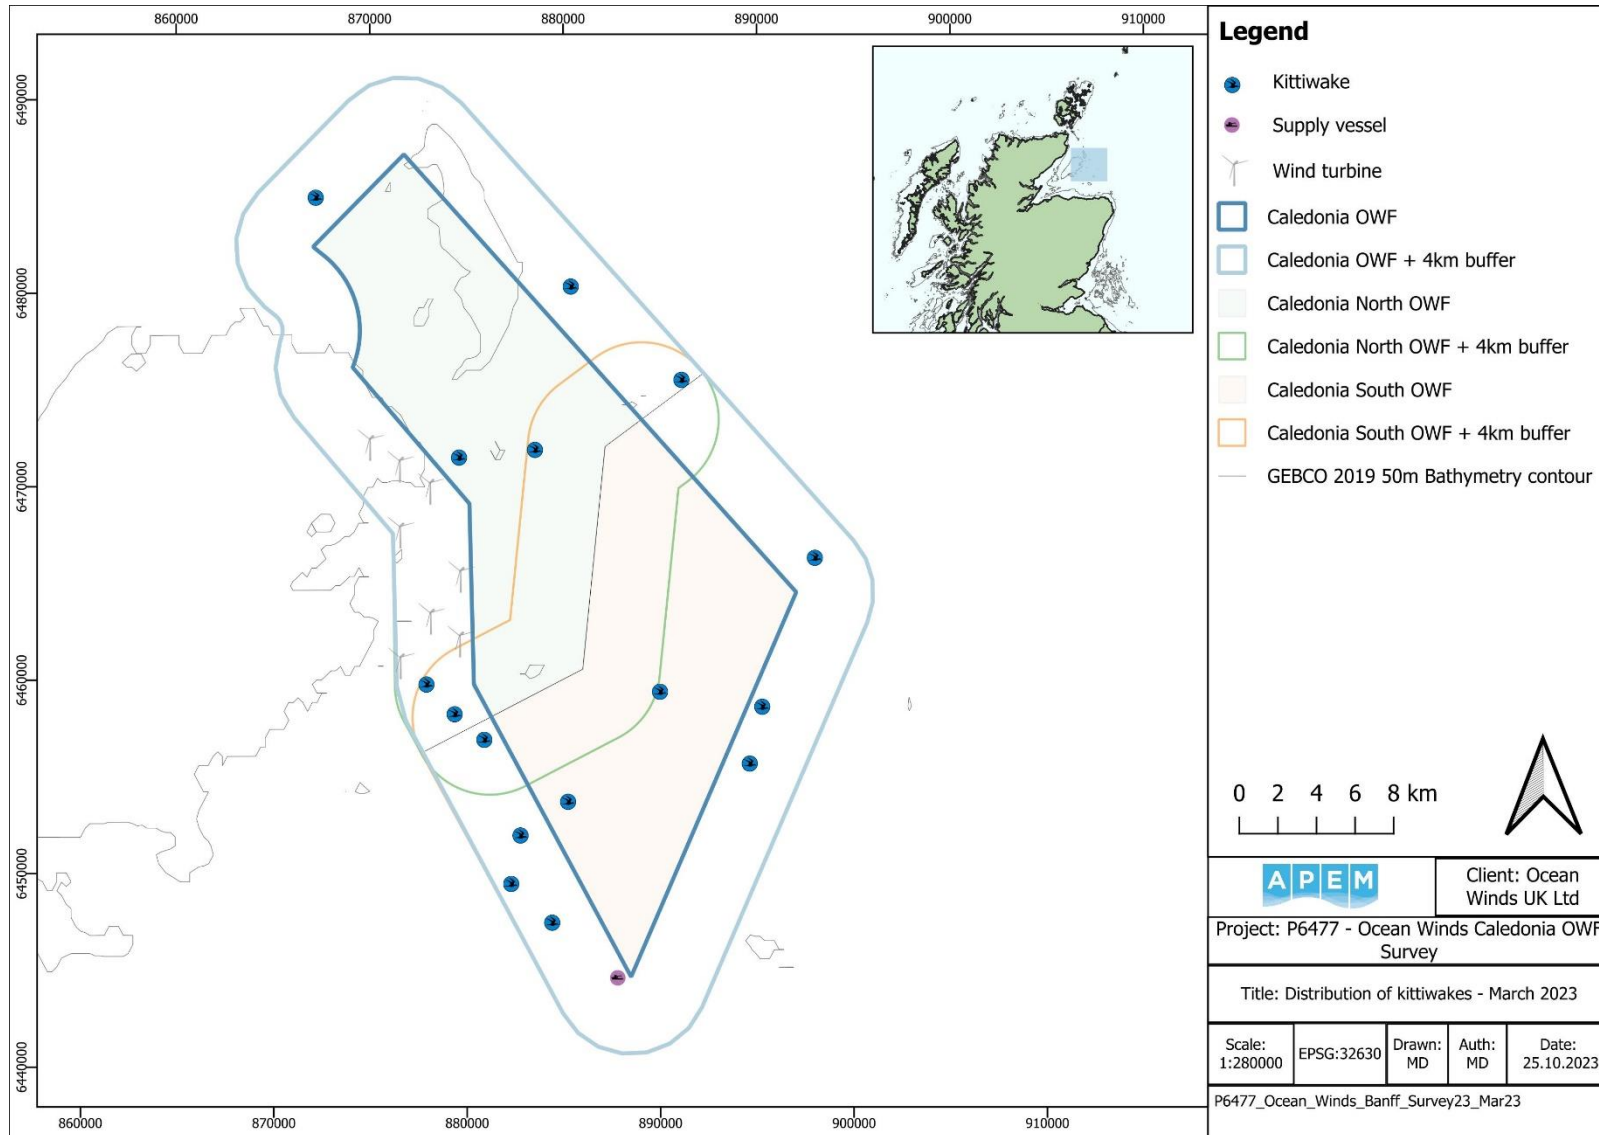 860000 870000 880000 890000 900000 910000
6490000
6480000
6470000
6460000
6450000
6440000
860000 870000 880000 890000 900000 910000
Legend
Kittiwake
Supply vessel
Wind turbine
Caledonia OWF
Caledonia OWF + 4km buffer
Caledonia North OWF
Caledonia North OWF + 4km buffer
Caledonia South OWF
Caledonia South OWF + 4km buffer
GEBCO 2019 50m Bathymetry contour
0 2 4 6 8 km
APEM
Client: Ocean
Winds UK Ltd
Project: P6477 - Ocean Winds Caledonia OWF
Survey
Title: Distribution of kittiwakes - March 2023
Scale:
1:280000
EPSG:32630
Drawn:
MD
Auth:
MD
Date:
25.10.2023
P6477_Ocean_Winds_Banff_Survey23_Mar23